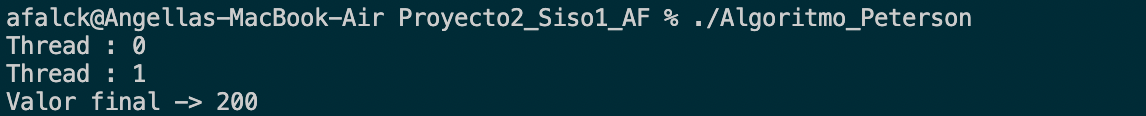 afalck@Angellas-MacBook-Air Proyecto2_Siso1_AF % ./Algoritmo_Peterson
Thread : 0
Thread : 1
Valor final -> 200